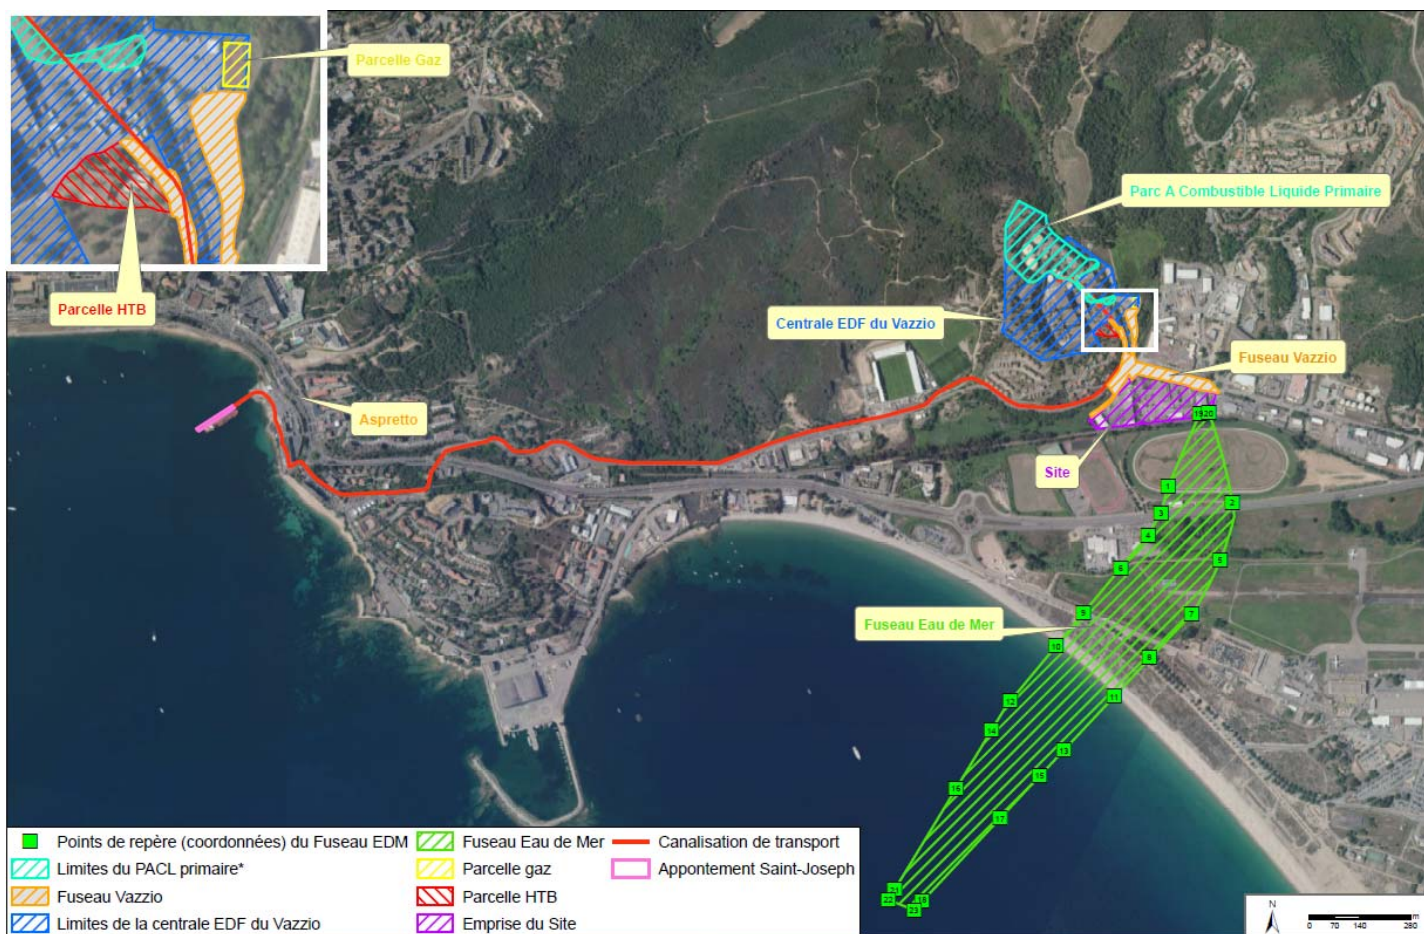 Parcelle Gaz
Parcelle HTB
Parc A Combustible Liquide Primaire
Centrale EDF du Vazzio
Fuseau Vazzio
Aspretto
Site
Fuseau Eau de Mer
1920
1
2
3
4
5
6
7
8
9
10
11
12
13
14
15
16
17
21
18
22
23
Points de repère (coordonnées) du Fuseau EDM
Limites du PACL primaire*
Fuseau Vazzio
Limites de la centrale EDF du Vazzio
Fuseau Eau de Mer
Parcelle gaz
Parcelle HTB
Emprise du Site
Canalisation de transport
Appontement Saint-Joseph
N
0 70 140 280
m